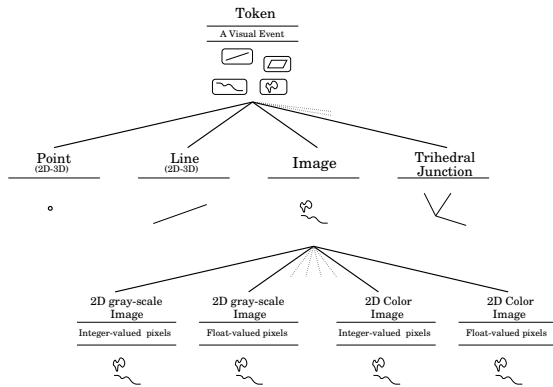 Token
A Visual Event
Point
(2D-3D)
Line
(2D-3D)
Image
Trihedral
Junction
2D gray-scale
Image
Integer-valued pixels
2D gray-scale
Image
Float-valued pixels
2D Color
Image
Integer-valued pixels
2D Color
Image
Float-valued pixels